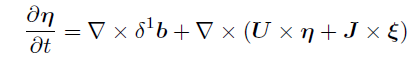 ∂η/∂t = ∇ × δ¹b + ∇ × (U × η + J × ξ)